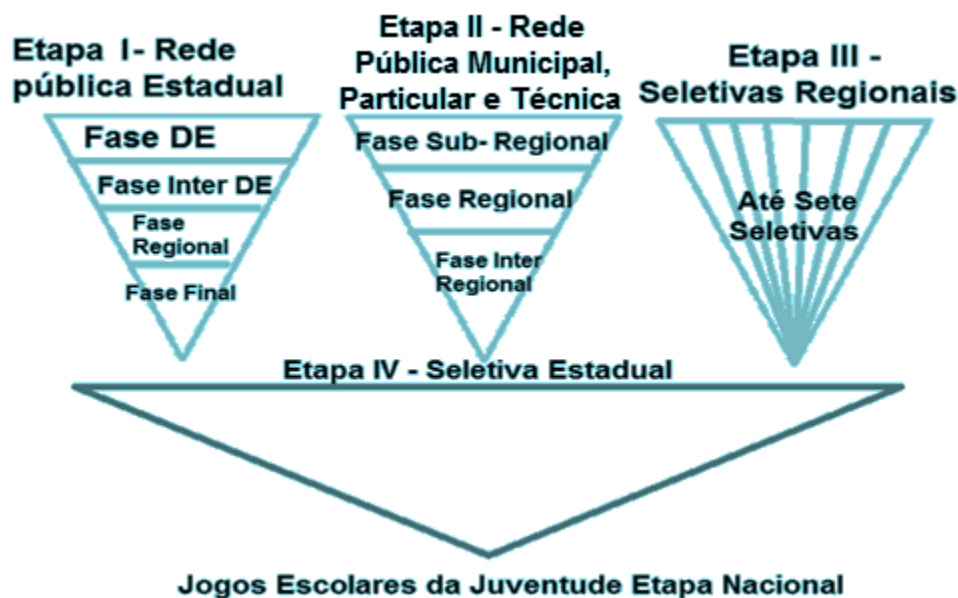 Etapa I - Rede
pública Estadual
Fase DE
Fase Inter DE
Fase
Regional
Fase Final
Etapa II - Rede
Pública Municipal,
Particular e Técnica
Fase Sub- Regional
Fase Regional
Fase Inter
Regional
Etapa III -
Seletivas Regionais
Até Sete
Seletivas
Etapa IV - Seletiva Estadual
Jogos Escolares da Juventude Etapa Nacional